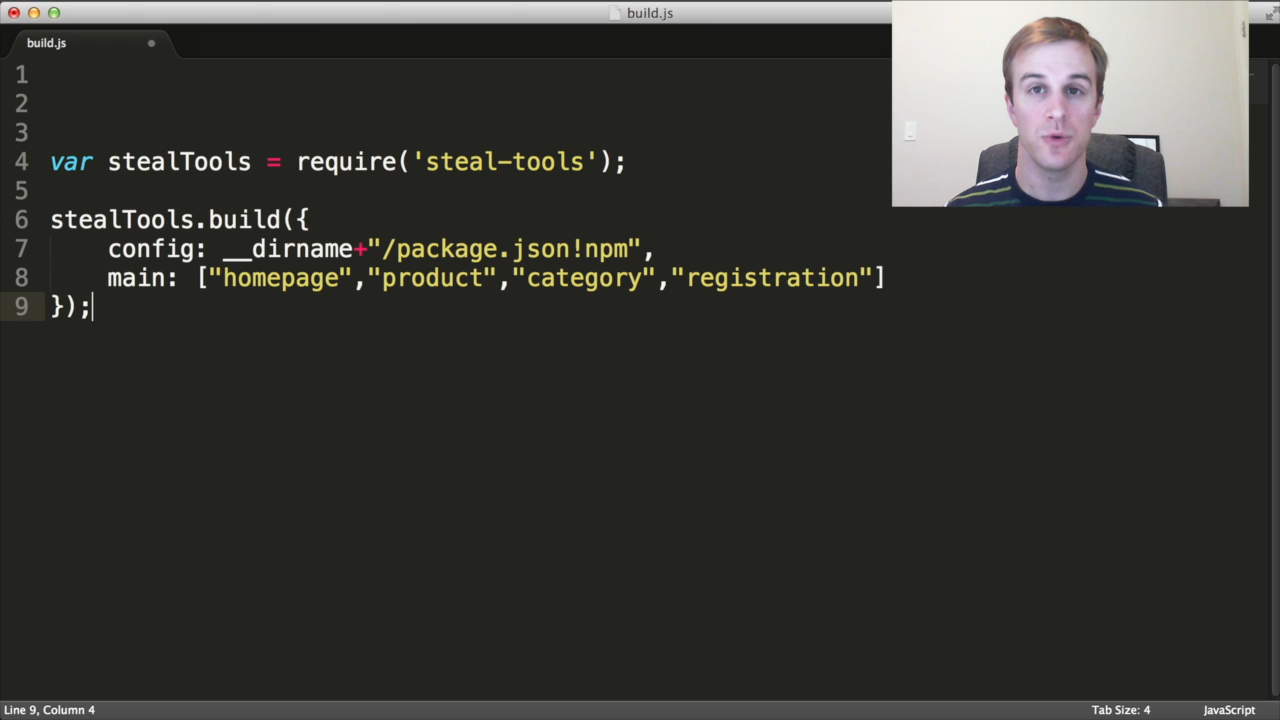 build.js
build.js
1
2
3
4 var stealTools = require('steal-tools');
5
6 stealTools.build({
7 config: __dirname+"/package.json!npm",
8 main: ["homepage","product","category","registration"]
9 });
Line 9, Column 4
Tab Size: 4
JavaScript